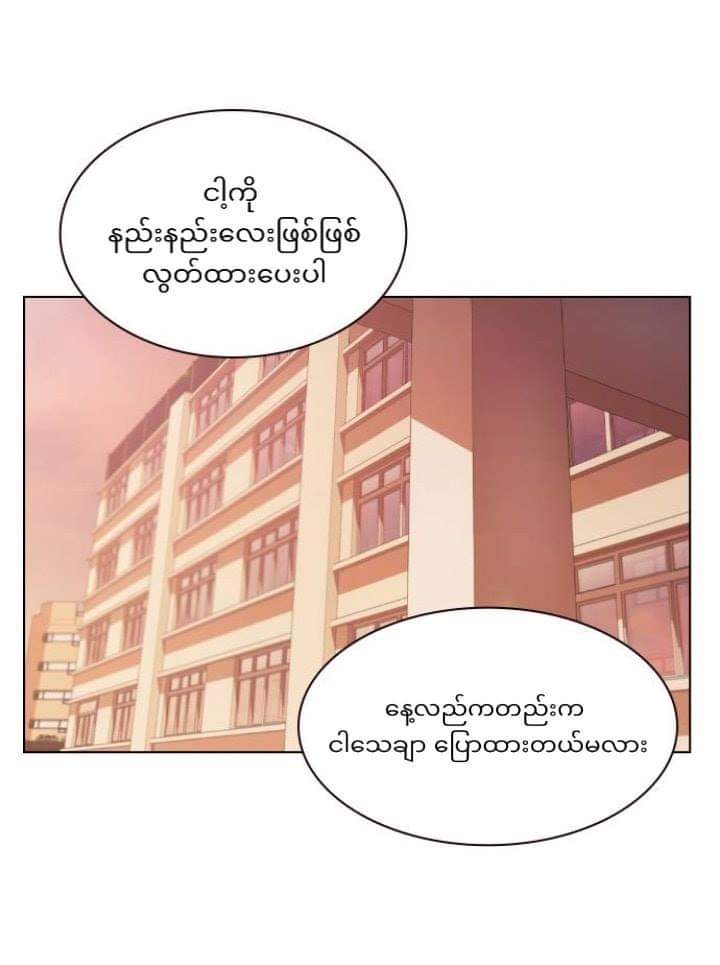 ငါ့ကို
နည်းနည်းလေးဖြစ်ဖြစ်
လွတ်ထားပေးပါ
နေ့လည်ကတည်းက
ငါသေချာ ပြောထားတယ်မလား